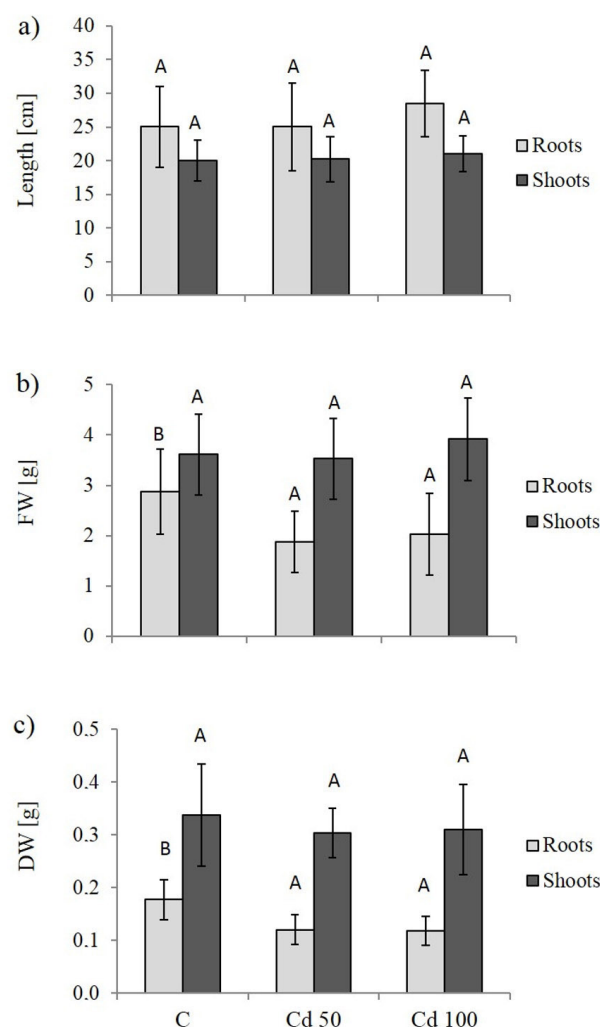 a)
Length [cm]
40
35
30
25
20
15
10
5
0
A
A
A
A
A
A
Roots
Shoots
b)
FW [g]
5
4
3
2
1
0
B
A
A
A
A
A
Roots
Shoots
c)
DW [g]
0.5
0.4
0.3
0.2
0.1
0.0
B
A
A
A
A
A
Roots
Shoots
C Cd 50 Cd 100